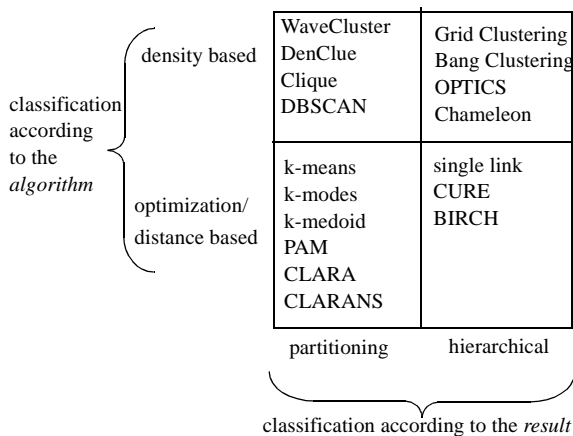 density based
WaveCluster
DenClue
Clique
DBSCAN
Grid Clustering
Bang Clustering
OPTICS
Chameleon
classification
according
to the
algorithm
optimization/
distance based
k-means
k-modes
k-medoid
PAM
CLARA
CLARANS
single link
CURE
BIRCH
partitioning
hierarchical
classification according to the result